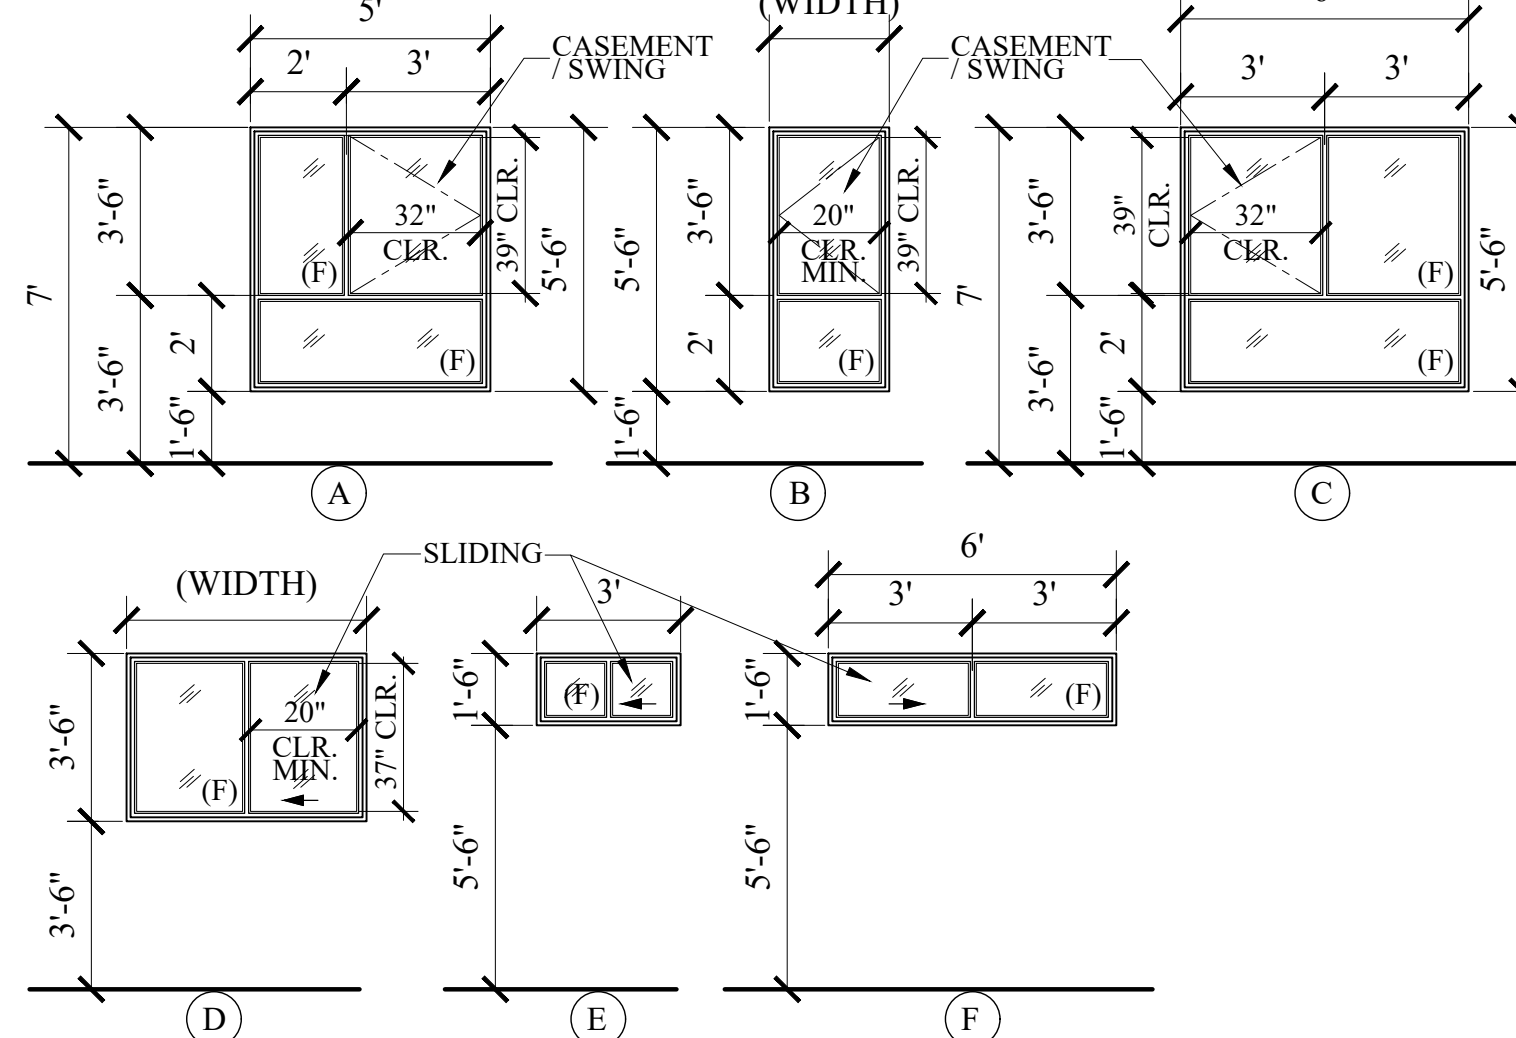 5'
(WIDTH)
2'
3'
CASEMENT
/ SWING
CASEMENT
/ SWING
3'
3'
7'
3'-6"
3'-6"
2'
1'-6"
32"
CLR.
(F)
(F)
39" CLR.
5'-6"
A
5'-6"
1'-6"
3'-6"
2'
20"
CLR.
MIN.
(F)
39" CLR.
B
7'
3'-6"
3'-6"
39"
CLR.
2'
1'-6"
32"
CLR.
(F)
(F)
5'-6"
C
(WIDTH)
SLIDING
3'
6'
3'
3'
3'-6"
3'-6"
(F)
20"
CLR.
MIN.
37" CLR.
D
1'-6"
5'-6"
(F)
E
1'-6"
5'-6"
(F)
F